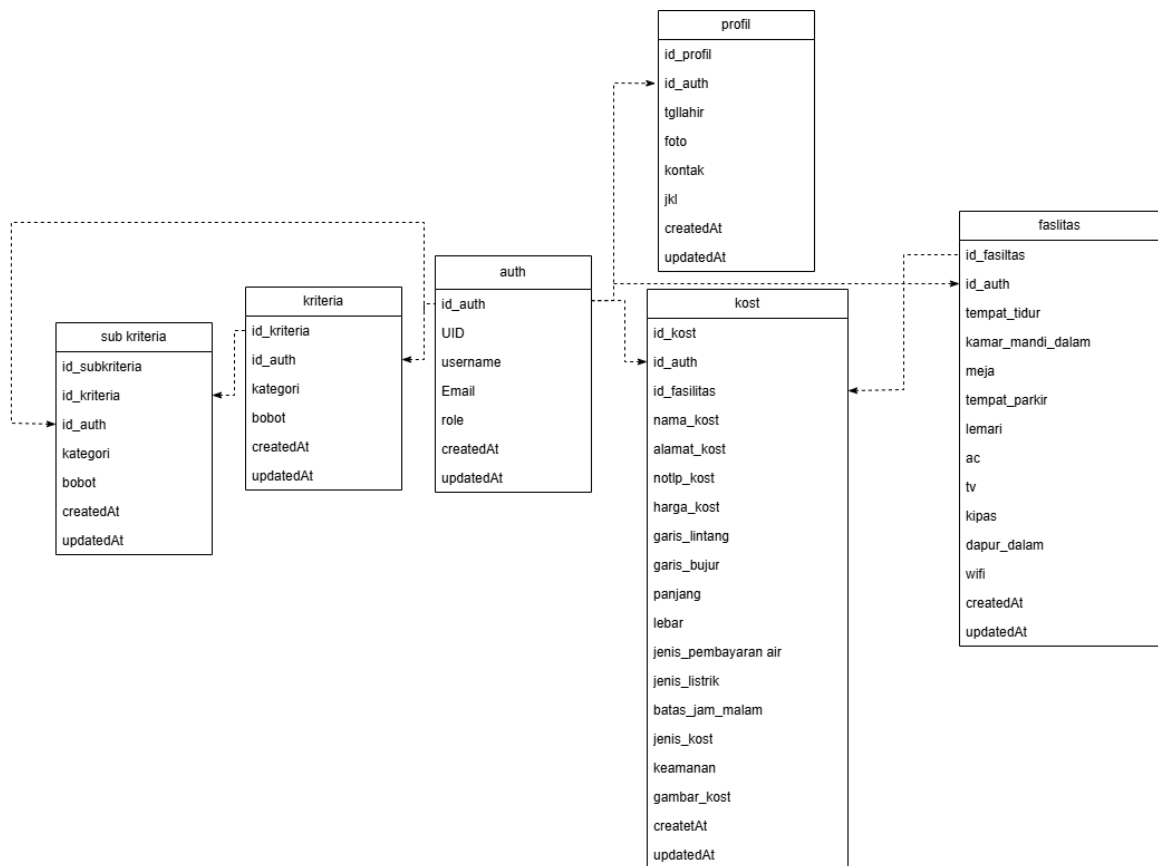 profil
id_profil
id_auth
tgllahir
foto
kontak
jkl
createdAt
updatedAt
faslitas
id_fasiltas
id_auth
tempat_tidur
kamar_mandi_dalam
meja
tempat_parkir
lemari
ac
tv
kipas
dapur_dalam
wifi
createdAt
updatedAt
auth
id_auth
UID
username
Email
role
createdAt
updatedAt
kriteria
id_kriteria
id_auth
kategori
bobot
createdAt
updatedAt
sub kriteria
id_subkriteria
id_kriteria
id_auth
kategori
bobot
createdAt
updatedAt
kost
id_kost
id_auth
id_fasilitas
nama_kost
alamat_kost
notlp_kost
harga_kost
garis_lintang
garis_bujur
panjang
lebar
jenis_pembayaran air
jenis_listrik
batas_jam_malam
jenis_kost
keamanan
gambar_kost
createtAt
updatedAt